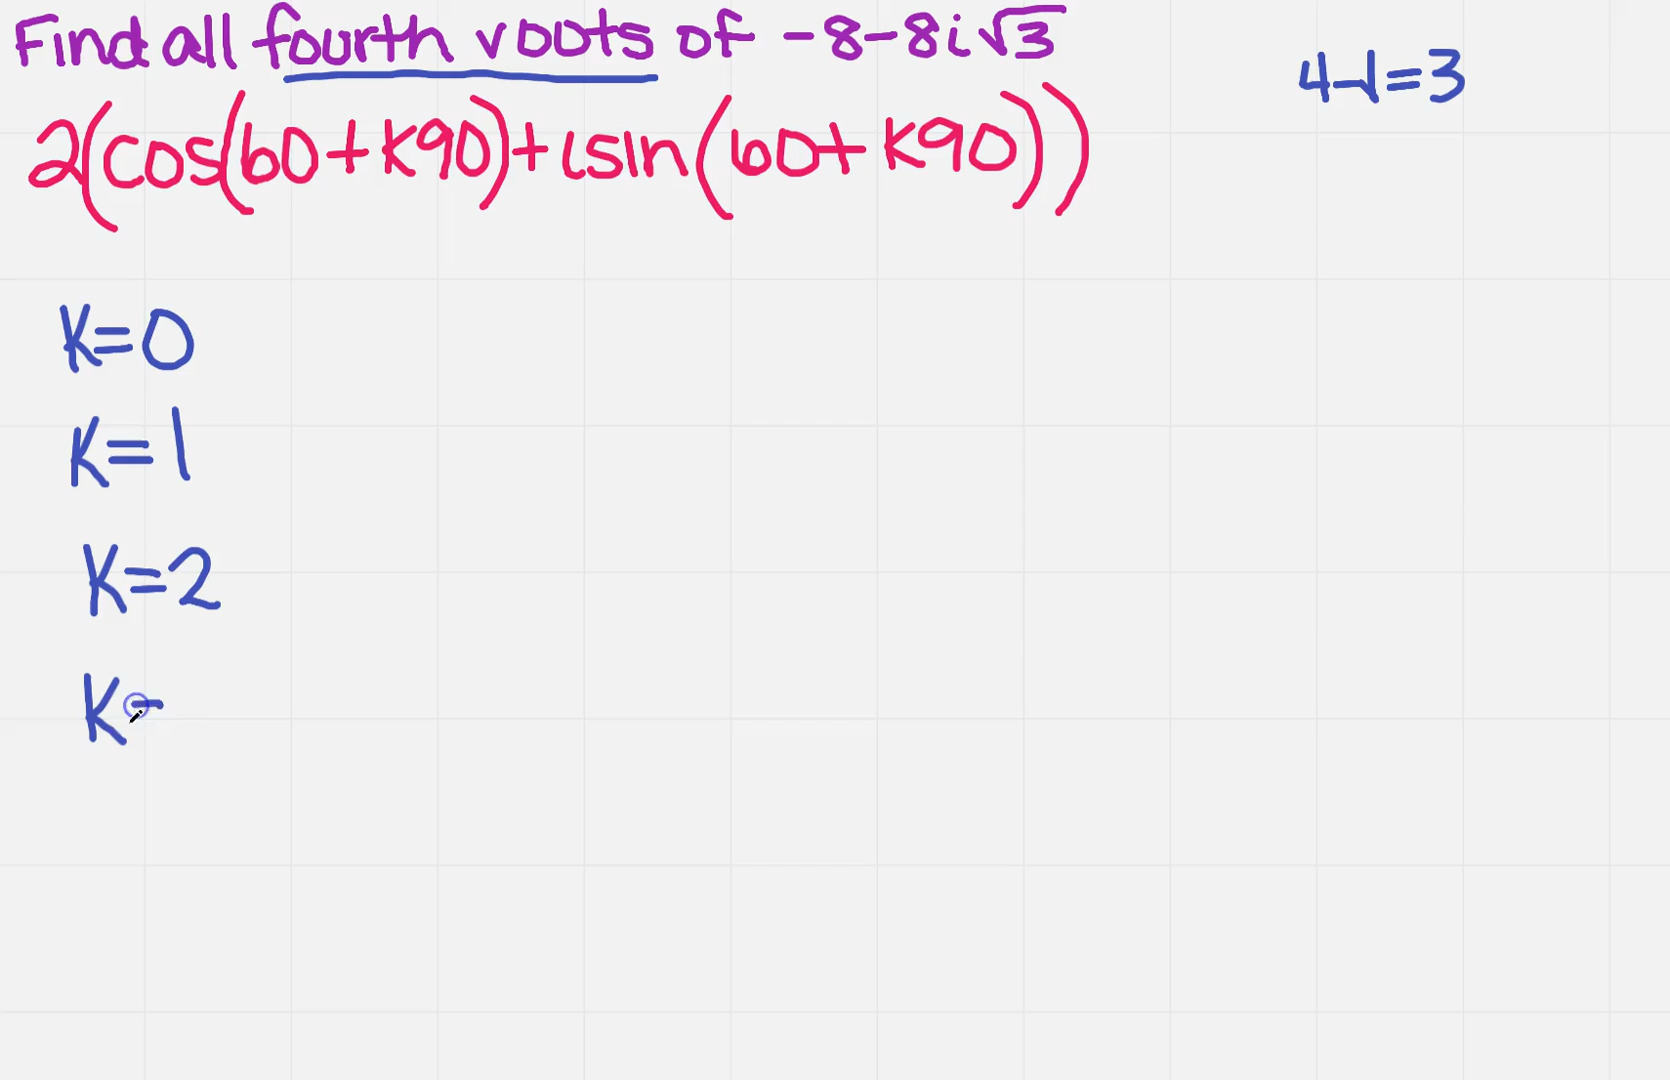 Find all fourth roots of -8-8i√3
4-1=3
2(cos(60+K90)+isin(60+K90))
K=0
K=1
K=2
K=